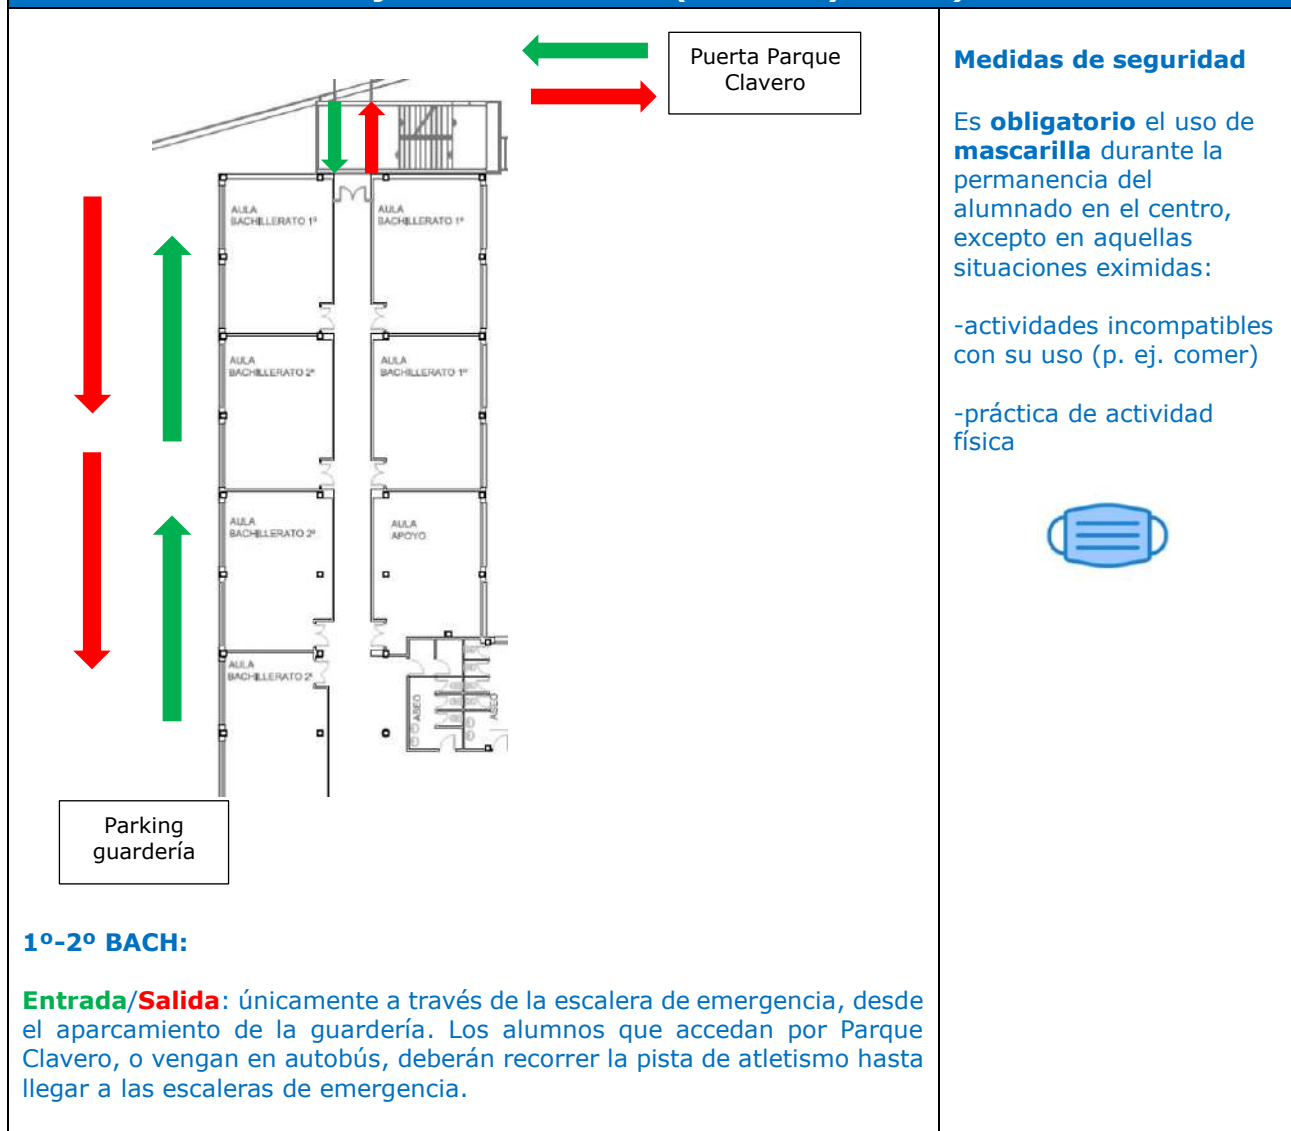 Puerta Parque
Clavero
AULA
BACHILLERATO 1º
AULA
BACHILLERATO 1º
AULA
BACHILLERATO 2º
AULA
BACHILLERATO 1º
AULA
BACHILLERATO 2º
AULA
APOYO
AULA
BACHILLERATO 2º
ASEO
ASEO
Parking
guardería
1º-2º BACH:
Entrada/Salida: únicamente a través de la escalera de emergencia, desde
el aparcamiento de la guardería. Los alumnos que accedan por Parque
Clavero, o vengan en autobús, deberán recorrer la pista de atletismo hasta
llegar a las escaleras de emergencia.
Medidas de seguridad
Es obligatorio el uso de
mascarilla durante la
permanencia del
alumnado en el centro,
excepto en aquellas
situaciones eximidas:
-actividades incompatibles
con su uso (p. ej. comer)
-práctica de actividad
física